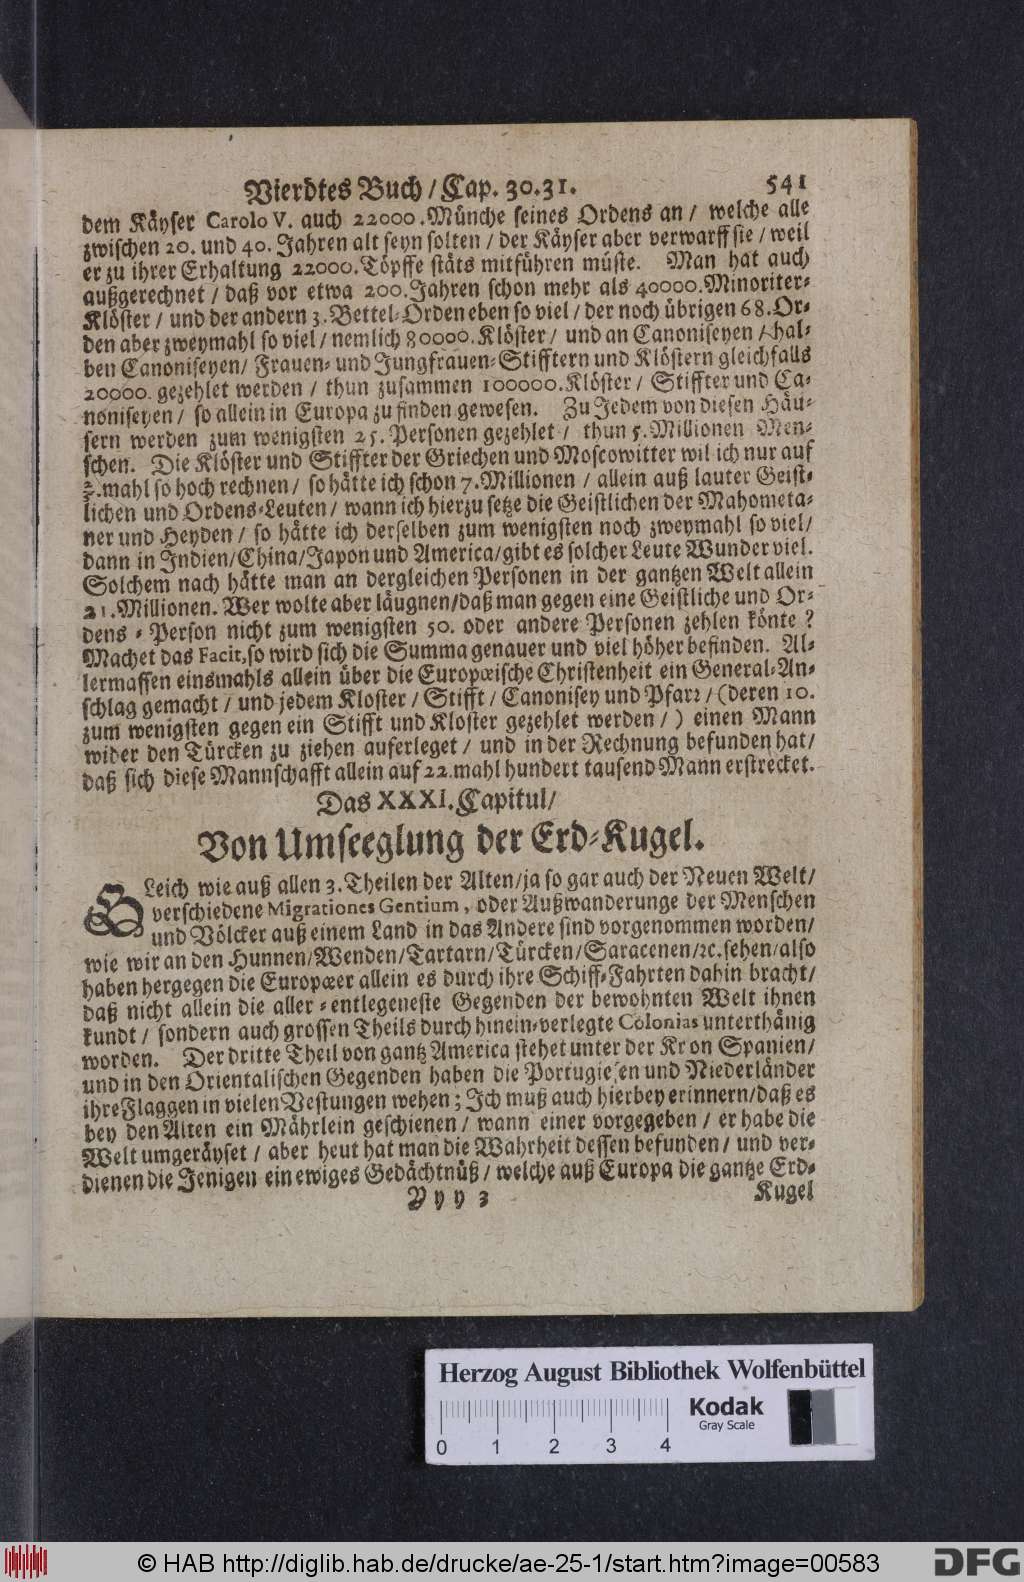 Vierdtes Buch / Cap. 30.31. 541
dem Käyser Carolo V. auch 22000. Münche seines Ordens an / welche alle
zwischen 20. und 40. Jahren alt seyn solten / der Käyser aber verwarff sie / weil
er zu ihrer Erhaltung 22000. Töpffe stäts mitführen müste. Man hat auch
außgerechnet / daß vor etwa 200. Jahren schon mehr als 40000. Minoriter-
Klöster / und der andern 3. Bettel-Orden eben so viel / der noch übrigen 68. Or-
den aber zweymahl so viel / nemlich 80000. Klöster / und an Canoniseyen / hal-
ben Canoniseyen / Frauen- und Jungfrauen-Stifftern und Klöstern gleichfalls
20000. gezehlet werden / thun zusammen 100000. Klöster / Stiffter und Ca-
noniseyen / so allein in Europa zu finden gewesen. Zu Jedem von diesen Häu-
sern werden zum wenigsten 25. Personen gezehlet / thun 5. Millionen Men-
schen. Die Klöster und Stiffter der Griechen und Moscowitter wil ich nur auf
mahl so hoch rechnen / so hätte ich schon 7. Millionen / allein auß lauter Geist-
lichen und Ordens-Leuten / wann ich hierzu setze die Geistlichen der Mahometa-
ner und Heyden / so hätte ich derselben zum wenigsten noch zweymahl so viel /
dann in Indien / China / Japon und America / gibt es solcher Leute Wunder viel.
Solchem nach hätte man an dergleichen Personen in der gantzen Welt allein
21. Millionen. Wer wolte aber läugnen / daß man gegen eine Geistliche und Or-
dens-Person nicht zum wenigsten 50. oder andere Personen zehlen könte ?
Machet das Facit, so wird sich die Summa genauer und viel höher befinden. Al-
lermassen einsmahls allein über die Europæische Christenheit ein General-An-
schlag gemacht / und jedem Kloster / Stifft / Canonisey und Pfarr / (deren 10.
zum wenigsten gegen ein Stifft und Kloster gezehlet werden / ) einen Mann
wider den Türcken zu ziehen auferleget / und in der Rechnung befunden hat /
daß sich diese Mannschafft allein auf 22. mahl hundert tausend Mann erstrecket.
Das XXXI. Capitul /
Von Umseeglung der Erd-Kugel.
GLeich wie auß allen 3. Theilen der Alten / ja so gar auch der Neuen Welt /
verschiedene Migrationes Gentium, oder Außwanderunge der Menschen
und Völcker auß einem Land in das Andere sind vorgenommen worden /
wie wir an den Hunnen / Wenden / Tartarn / Türcken / Saracenen / ꝛc. sehen / also
haben hergegen die Europæer allein es durch ihre Schiff-Fahrten dahin bracht /
daß nicht allein die aller-entlegeneste Gegenden der bewohnten Welt ihnen
kundt / sondern auch grossen Theils durch hinein-verlegte Colonias unterthänig
worden. Der dritte Theil von gantz America stehet unter der Kron Spanien /
und in den Orientalischen Gegenden haben die Portugiesen und Niederländer
ihre Flaggen in vielen Vestungen wehen ; Ich muß auch hierbey erinnern / daß es
bey den Alten ein Mährlein geschienen / wann einer vorgegeben / er habe die
Welt umgeräyset / aber heut hat man die Wahrheit dessen befunden / und ver-
dienen die Jenigen ein ewiges Gedächtnüß / welche auß Europa die gantze Erd-
Yyy 3 Kugel
Herzog August Bibliothek Wolfenbüttel
Kodak
Gray Scale
0 1 2 3 4
© HAB http://diglib.hab.de/drucke/ae-25-1/start.htm?image=00583
DFG